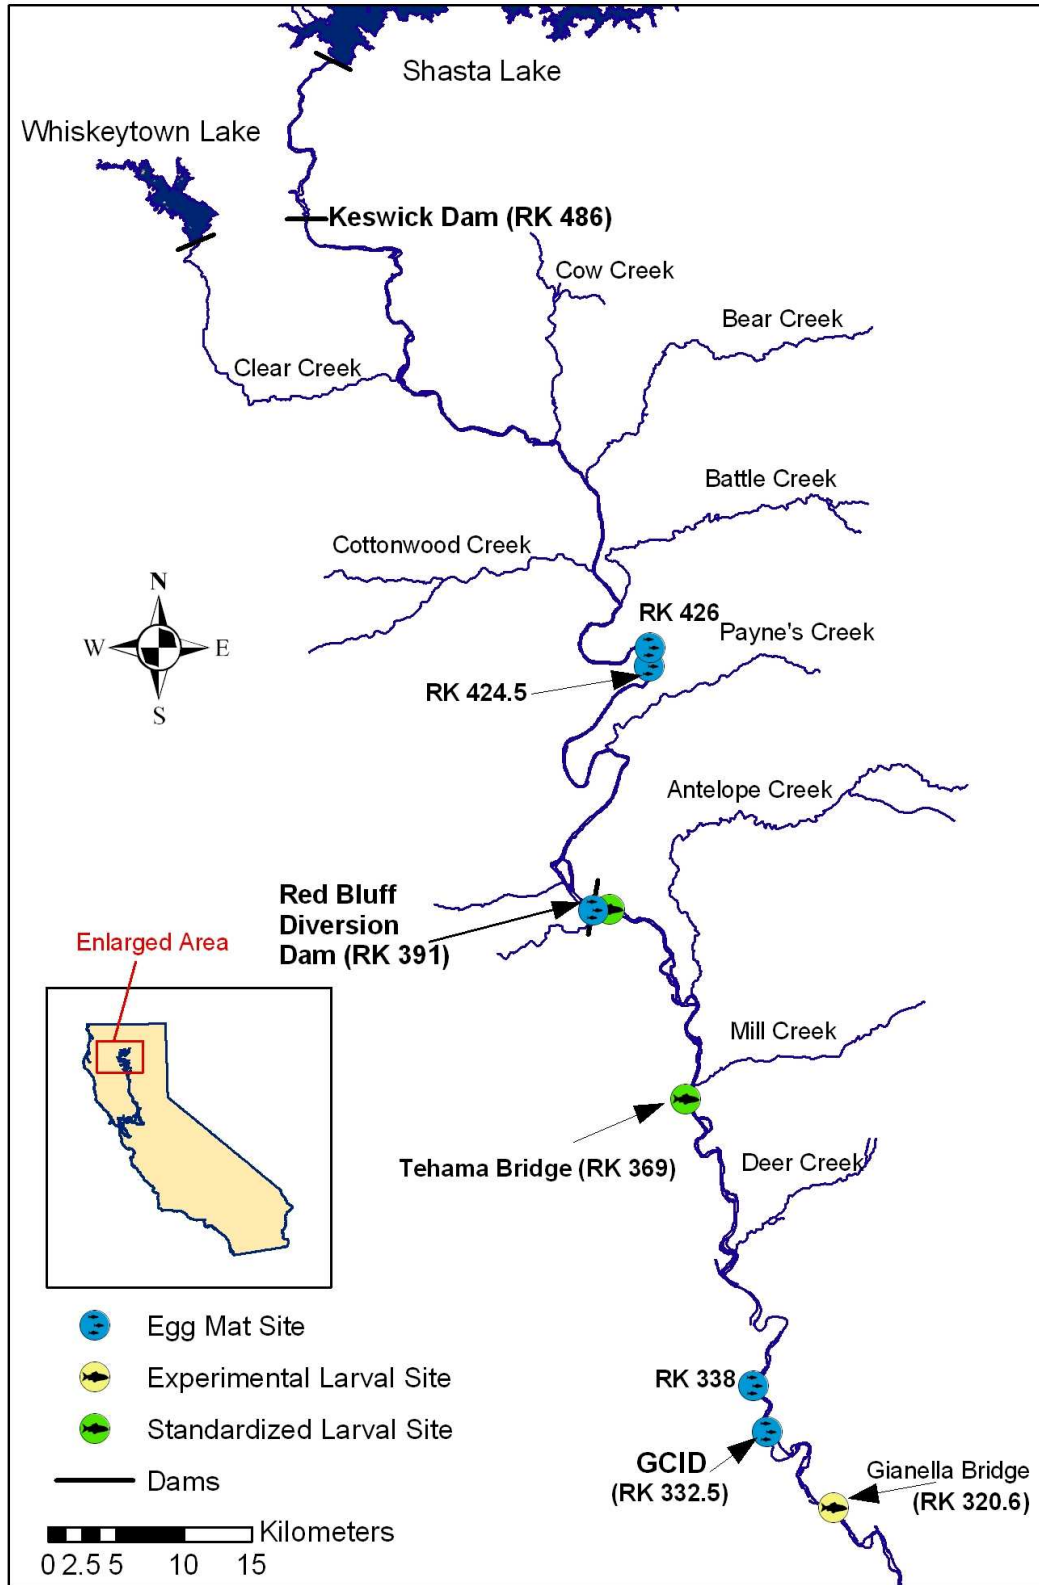 Shasta Lake
Whiskeytown Lake
Keswick Dam (RK 486)
Cow Creek
Bear Creek
Clear Creek
Battle Creek
Cottonwood Creek
N
W
E
S
RK 426
Payne's Creek
RK 424.5
Antelope Creek
Red Bluff
Diversion
Dam (RK 391)
Enlarged Area
Mill Creek
Tehama Bridge (RK 369)
Deer Creek
Egg Mat Site
RK 338
Experimental Larval Site
Standardized Larval Site
GCID
(RK 332.5)
Gianella Bridge
(RK 320.6)
Dams
Kilometers
0 2.5 5 10 15